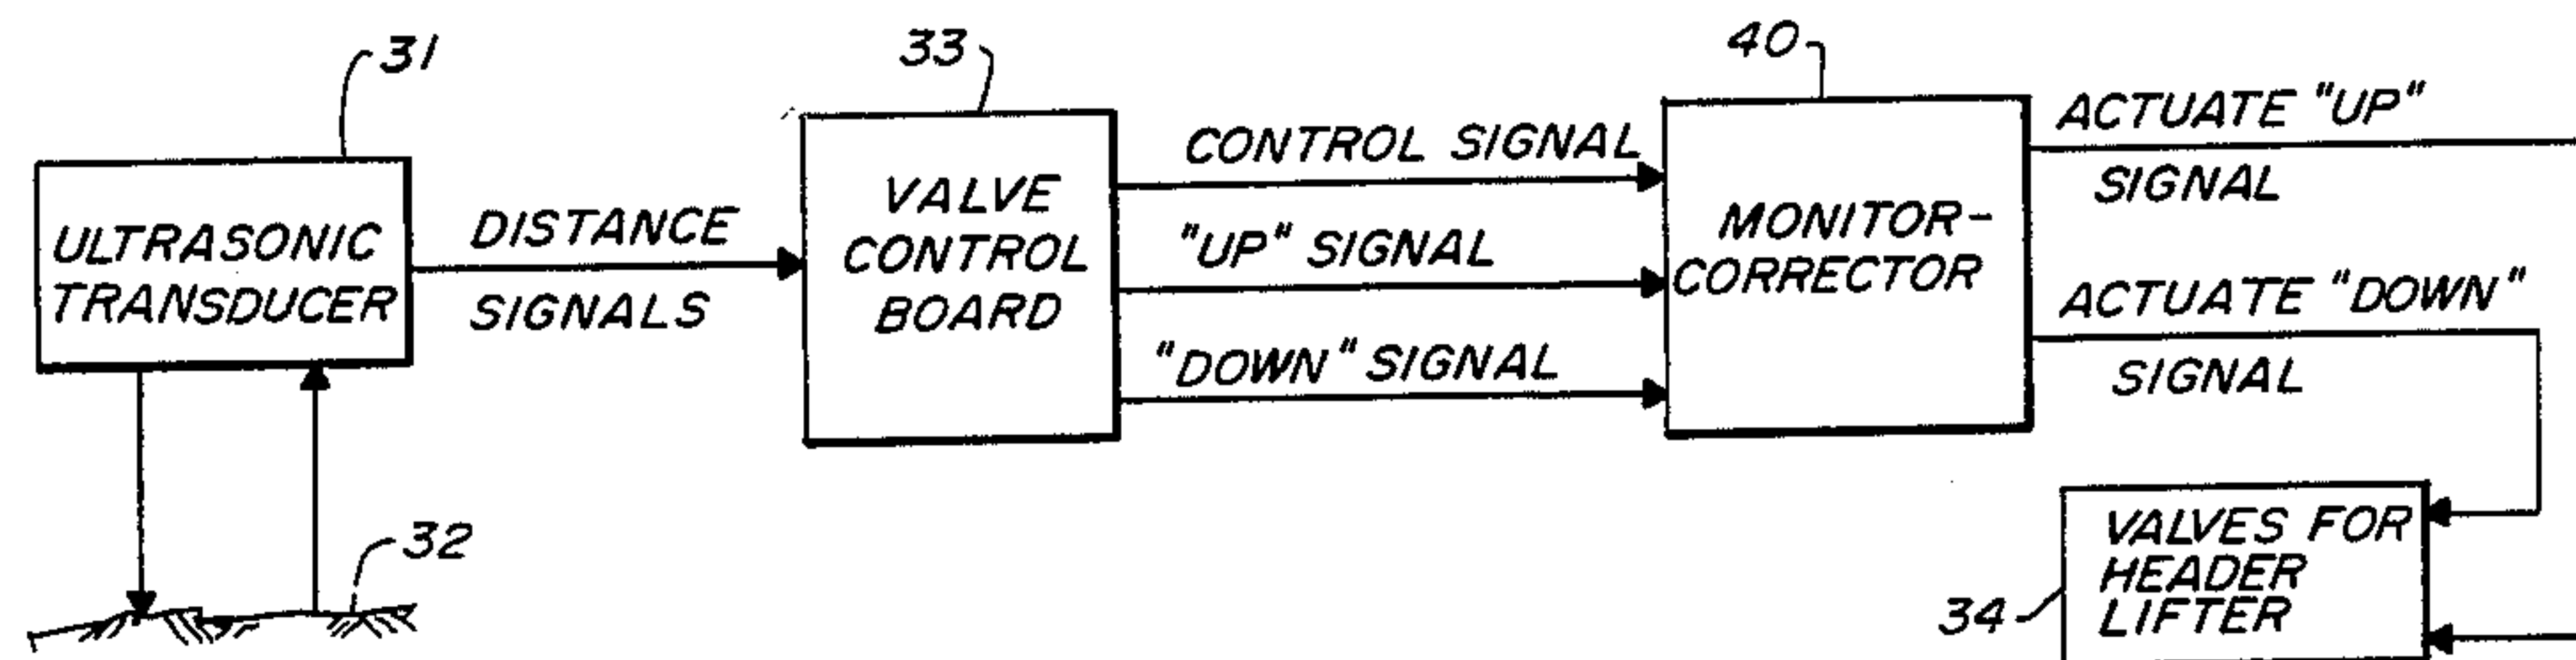 31
33
40
ULTRASONIC
TRANSDUCER
DISTANCE
SIGNALS
VALVE
CONTROL
BOARD
CONTROL SIGNAL
"UP" SIGNAL
"DOWN" SIGNAL
MONITOR-
CORRECTOR
ACTUATE "UP"
SIGNAL
ACTUATE "DOWN"
SIGNAL
32
34
VALVES FOR
HEADER
LIFTER